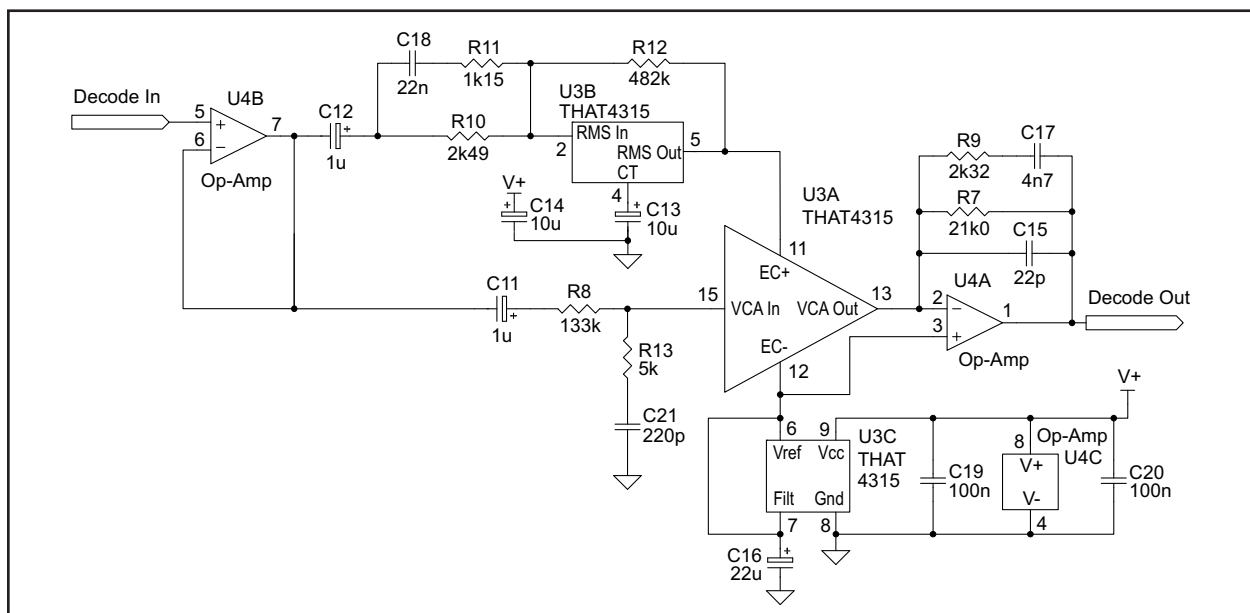 C18
22n
R11
1k15
R12
482k
Decode In
U4B
5
6
7
+
−
Op-Amp
C12
+
1u
R10
2k49
U3B
THAT4315
RMS In
RMS Out
CT
2
5
4
V+
+
C14
10u
+
C13
10u
R9
2k32
C17
4n7
R7
21k0
C15
22p
U3A
THAT4315
11
EC+
15
VCA In
VCA Out
13
EC-
12
U4A
2
3
−
+
1
Op-Amp
Decode Out
C11
+
1u
R8
133k
R13
5k
C21
220p
V+
6
9
Vref
Vcc
Filt
Gnd
7
8
U3C
THAT
4315
C19
100n
Op-Amp
U4C
8
V+
V-
4
C20
100n
C16
+
22u